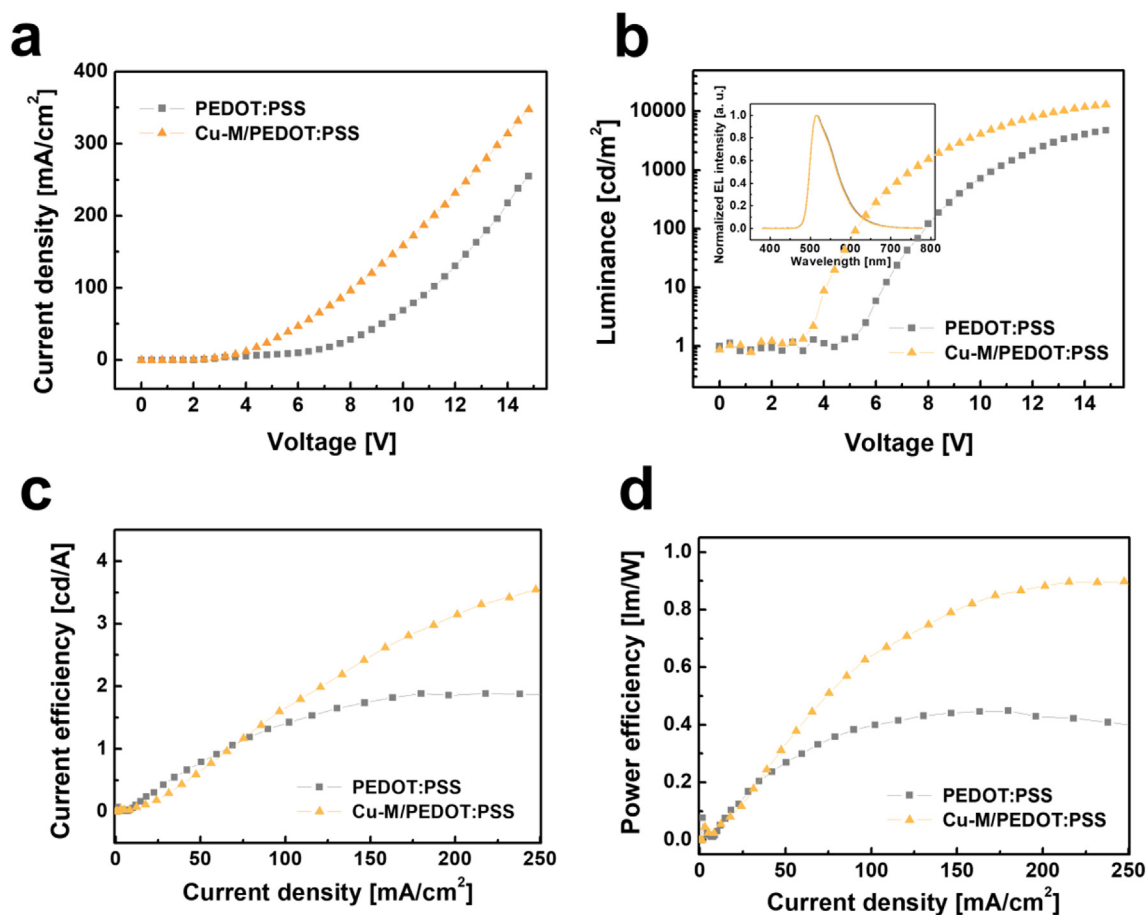 a
Current density [mA/cm²]
400
300
200
100
0
PEDOT:PSS
Cu-M/PEDOT:PSS
0 2 4 6 8 10 12 14
Voltage [V]
b
Luminance [cd/m²]
10000
1000
100
10
1
Normalized EL intensity [a. u.]
1.0
0.8
0.6
0.4
0.2
0.0
400 500 600 700 800
Wavelength [nm]
PEDOT:PSS
Cu-M/PEDOT:PSS
0 2 4 6 8 10 12 14
Voltage [V]
c
Current efficiency [cd/A]
4
3
2
1
0
PEDOT:PSS
Cu-M/PEDOT:PSS
0 50 100 150 200 250
Current density [mA/cm²]
d
Power efficiency [lm/W]
1.0
0.8
0.6
0.4
0.2
0.0
PEDOT:PSS
Cu-M/PEDOT:PSS
0 50 100 150 200 250
Current density [mA/cm²]